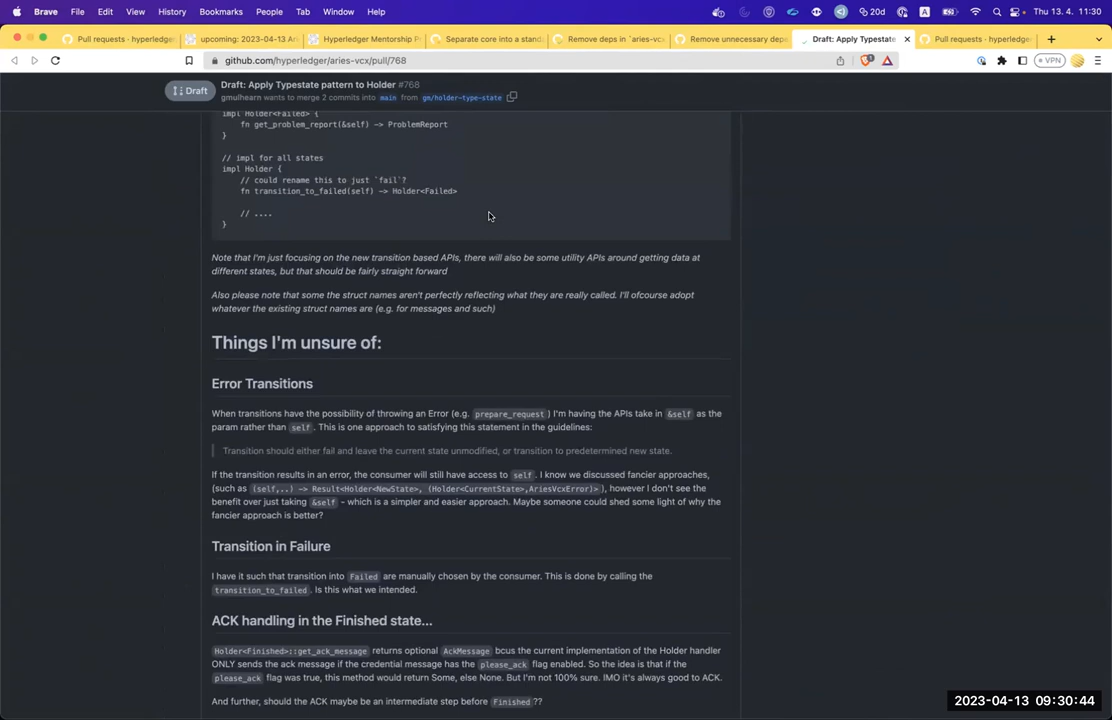 Brave File Edit View History Bookmarks People Tab Window Help 20d A Thu 13. 4. 11:30
Pull requests · hyperledger upcoming: 2023-04-13 Ari Hyperledger Mentorship Pr Separate core into a stand Remove deps in `aries-vcx Remove unnecessary depe Draft: Apply Typestate Pull requests · hyperledger
github.com/hyperledger/aries-vcx/pull/768 VPN
Draft Draft: Apply Typestate pattern to Holder #768
gmulhearn wants to merge 2 commits into main from gm/holder-type-state
impl Holder<Failed> {
fn get_problem_report(&self) -> ProblemReport
}
// impl for all states
impl Holder {
// could rename this to just `fail`?
fn transition_to_failed(self) -> Holder<Failed>
// ....
}
Note that I'm just focusing on the new transition based APIs, there will also be some utility APIs around getting data at
different states, but that should be fairly straight forward
Also please note that some the struct names aren't perfectly reflecting what they are really called. I'll ofcourse adopt
whatever the existing struct names are (e.g. for messages and such)
Things I'm unsure of:
Error Transitions
When transitions have the possibility of throwing an Error (e.g. prepare_request ) I'm having the APIs take in &self as the
param rather than self . This is one approach to satisfying this statement in the guidelines:
Transition should either fail and leave the current state unmodified, or transition to predetermined new state.
If the transition results in an error, the consumer will still have access to self . I know we discussed fancier approaches,
(such as (self,..) -> Result<Holder<NewState>, (Holder<CurrentState>,AriesVcxError)> ), however I don't see the
benefit over just taking &self - which is a simpler and easier approach. Maybe someone could shed some light of why the
fancier approach is better?
Transition in Failure
I have it such that transition into Failed are manually chosen by the consumer. This is done by calling the
transition_to_failed . Is this what we intended.
ACK handling in the Finished state...
Holder<Finished>::get_ack_message returns optional AckMessage bcus the current implementation of the Holder handler
ONLY sends the ack message if the credential message has the please_ack flag enabled. So the idea is that if the
please_ack flag was true, this method would return Some, else None. But I'm not 100% sure. IMO it's always good to ACK.
And further, should the ACK maybe be an intermediate step before Finished ??
2023-04-13 09:30:44